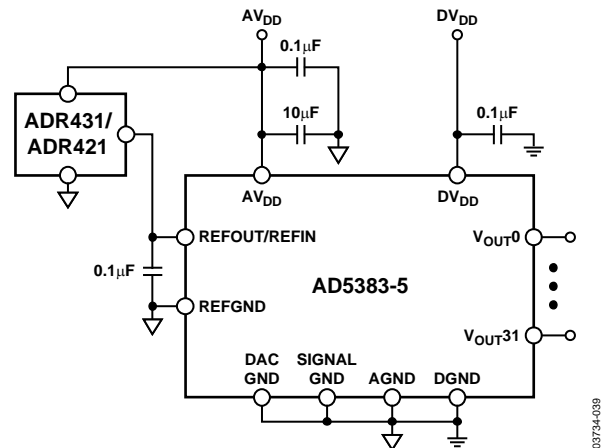 AVDD
DVDD
0.1µF
10µF
0.1µF
ADR431/
ADR421
AVDD
DVDD
REFOUT/REFIN
VOUT0
0.1µF
AD5383-5
REFGND
VOUT31
DAC
GND
SIGNAL
GND
AGND
DGND
03734-039